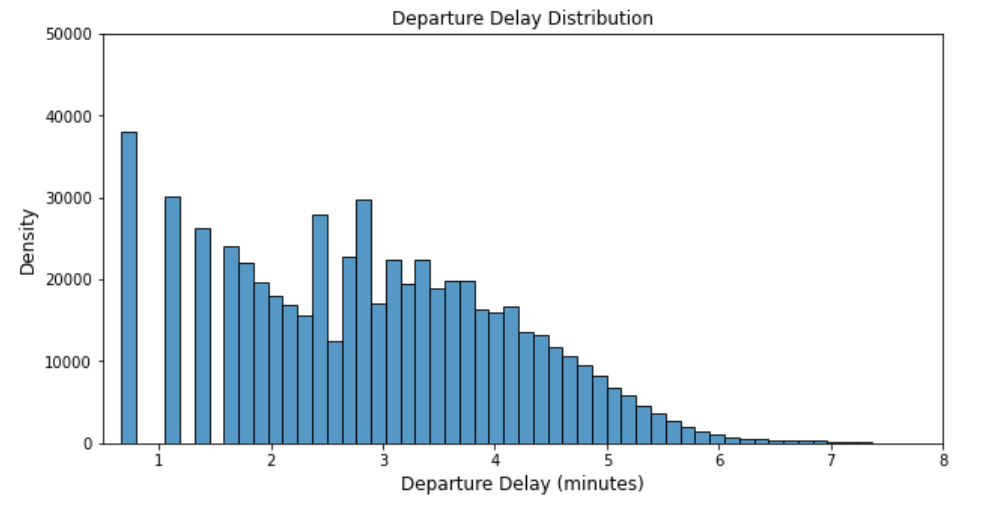 Departure Delay Distribution
50000
40000
30000
20000
10000
0
Density
1 2 3 4 5 6 7 8
Departure Delay (minutes)